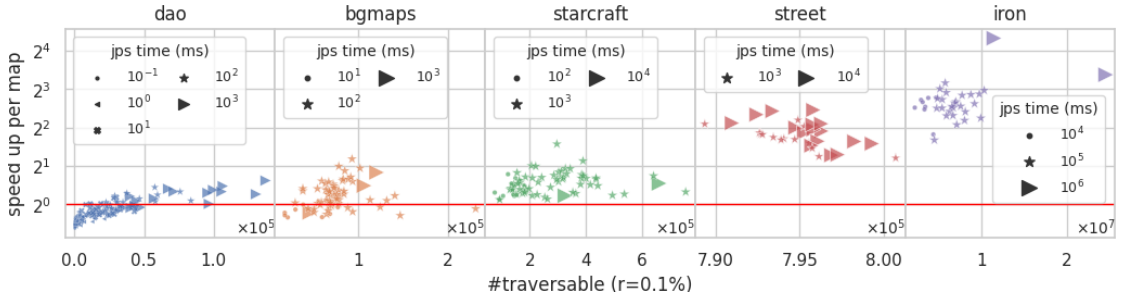 dao bgmaps starcraft street iron
speed up per map
2^4
2^3
2^2
2^1
2^0
jps time (ms)
10^-1 10^2
10^0 10^3
10^1
jps time (ms)
10^1 10^3
10^2
jps time (ms)
10^2 10^4
10^3
jps time (ms)
10^3 10^4
jps time (ms)
10^4
10^5
10^6
×10^5 ×10^5 ×10^5 ×10^5 ×10^7
0.0 0.5 1.0 1 2 2 4 6 7.90 7.95 8.00 1 2
#traversable (r=0.1%)